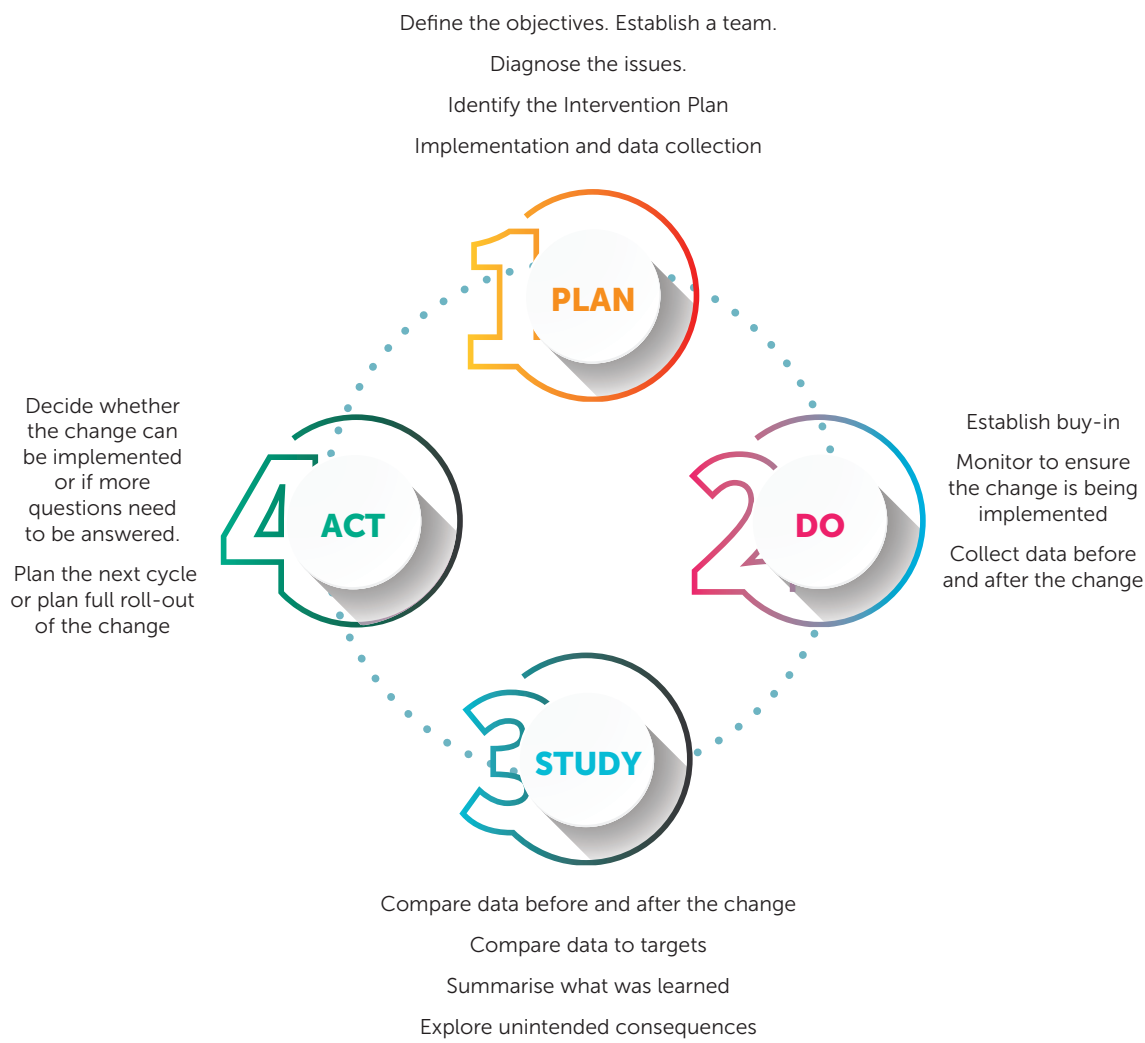 Define the objectives. Establish a team.
Diagnose the issues.
Identify the Intervention Plan
Implementation and data collection
1
PLAN
2
DO
Establish buy-in
Monitor to ensure
the change is being
implemented
Collect data before
and after the change
3
STUDY
Compare data before and after the change
Compare data to targets
Summarise what was learned
Explore unintended consequences
4
ACT
Decide whether
the change can
be implemented
or if more
questions need
to be answered.
Plan the next cycle
or plan full roll-out
of the change